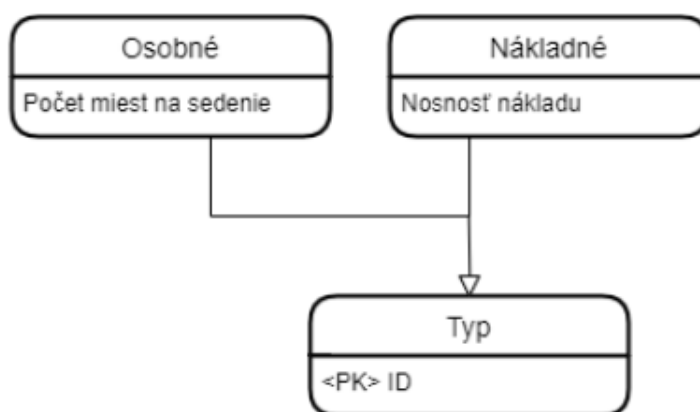 Osobné
Počet miest na sedenie
Nákladné
Nosnosť nákladu
Typ
<PK> ID